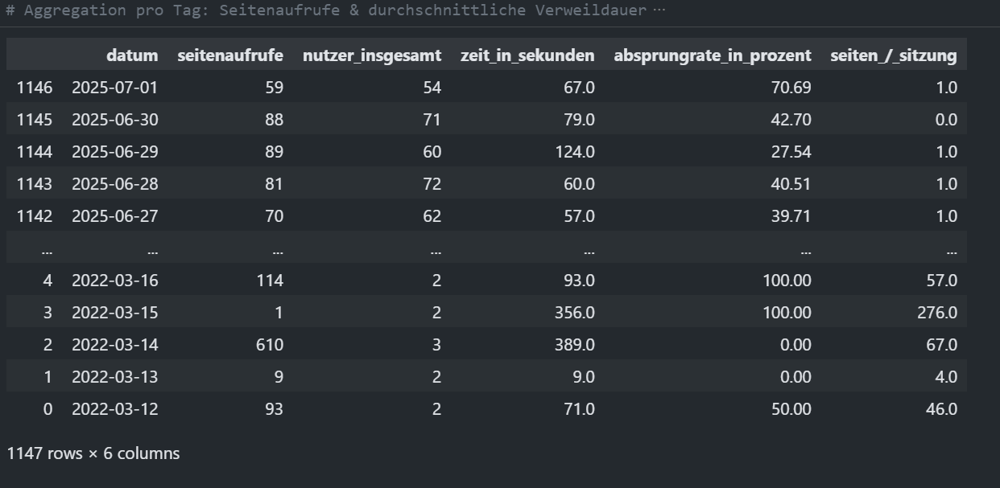 # Aggregation pro Tag: Seitenaufrufe & durchschnittliche Verweildauer ···
datum seitenaufrufe nutzer_insgesamt zeit_in_sekunden absprungrate_in_prozent seiten_/_sitzung
1146 2025-07-01 59 54 67.0 70.69 1.0
1145 2025-06-30 88 71 79.0 42.70 0.0
1144 2025-06-29 89 60 124.0 27.54 1.0
1143 2025-06-28 81 72 60.0 40.51 1.0
1142 2025-06-27 70 62 57.0 39.71 1.0
... ... ... ... ... ... ...
4 2022-03-16 114 2 93.0 100.00 57.0
3 2022-03-15 1 2 356.0 100.00 276.0
2 2022-03-14 610 3 389.0 0.00 67.0
1 2022-03-13 9 2 9.0 0.00 4.0
0 2022-03-12 93 2 71.0 50.00 46.0
1147 rows × 6 columns